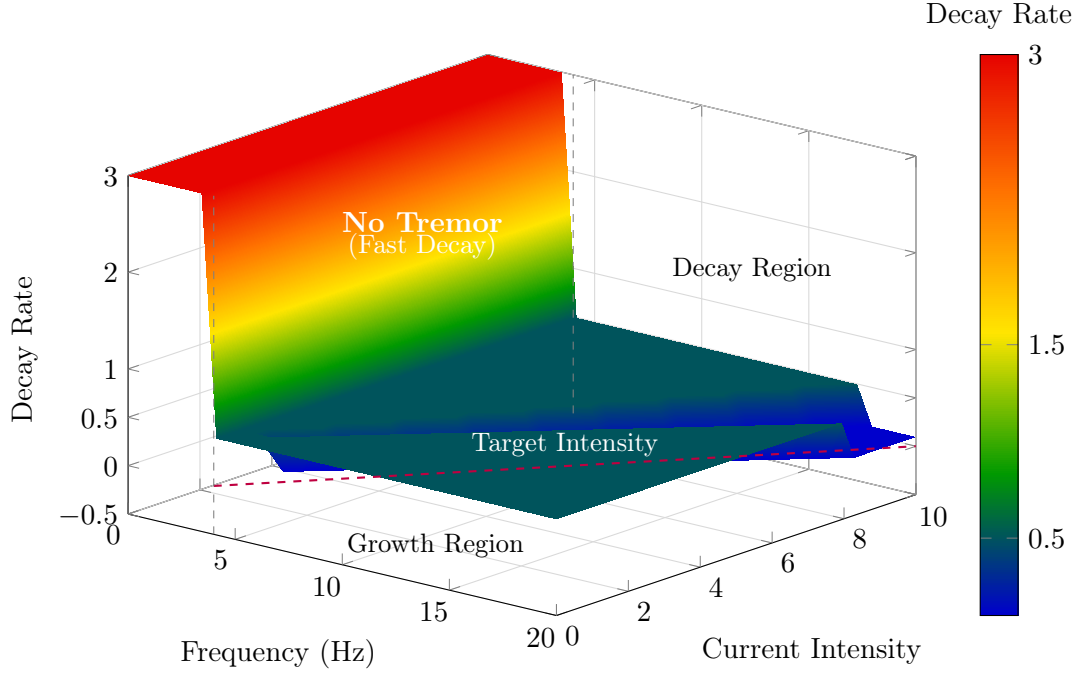 Decay Rate
3
1.5
0.5
3
2
1
0.5
0
−0.5
Decay Rate
No Tremor
(Fast Decay)
Decay Region
Target Intensity
Growth Region
0
5
10
15
20
Frequency (Hz)
0
2
4
6
8
10
Current Intensity